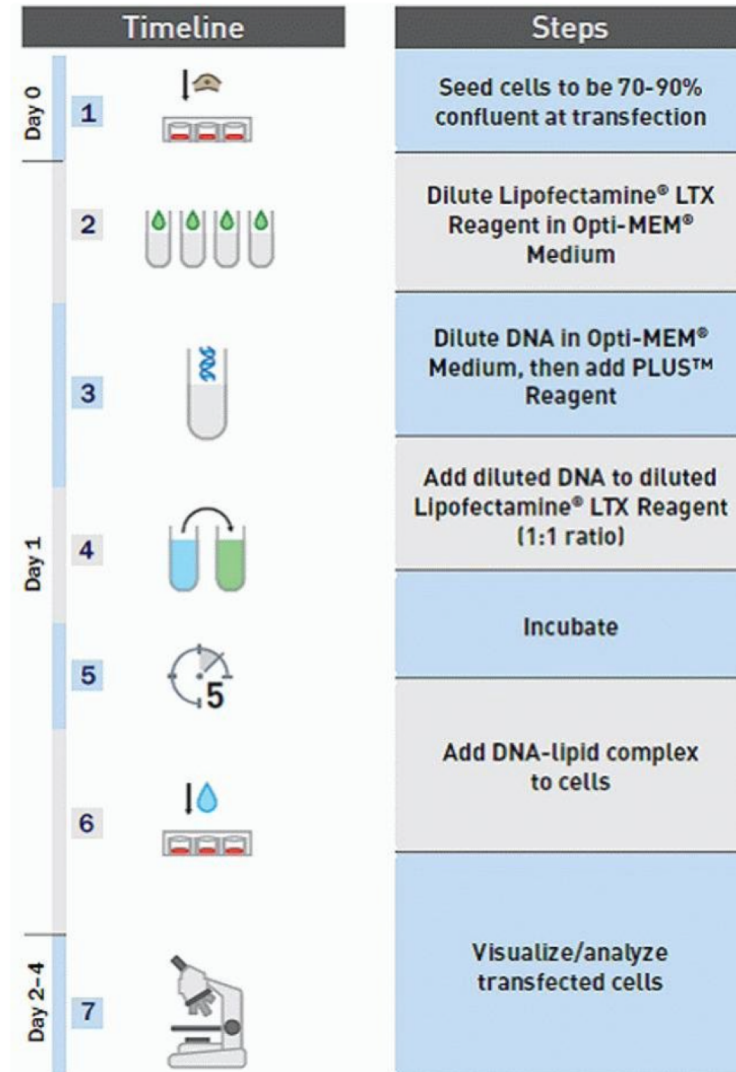 Timeline
Steps
Day 0
1
Seed cells to be 70-90%
confluent at transfection
Day 1
2
Dilute Lipofectamine® LTX
Reagent in Opti-MEM®
Medium
3
Dilute DNA in Opti-MEM®
Medium, then add PLUS™
Reagent
4
Add diluted DNA to diluted
Lipofectamine® LTX Reagent
(1:1 ratio)
5
5
Incubate
6
Add DNA-lipid complex
to cells
Day 2-4
7
Visualize/analyze
transfected cells